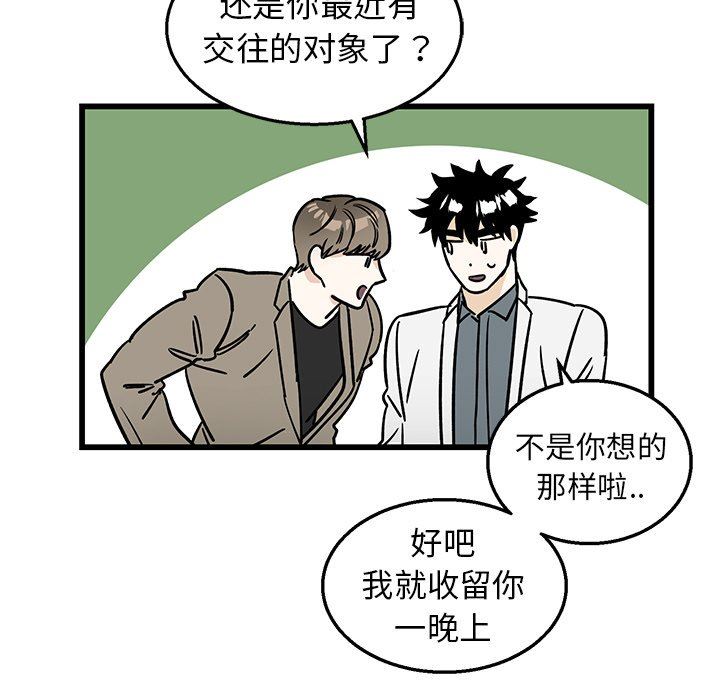 还是你最近有
交往的对象了？
不是你想的
那样啦..
好吧
我就收留你
一晚上